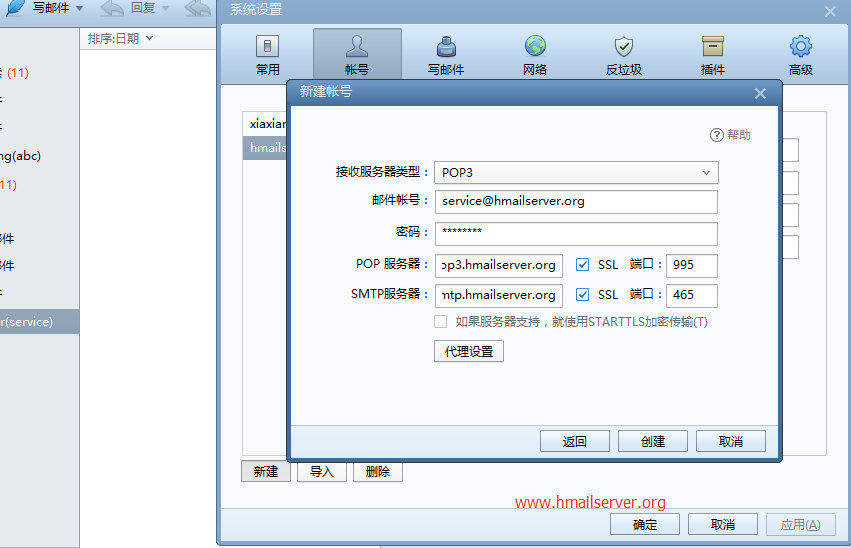 写邮件 回复 系统设置
排序:日期
(11)
件
件
ng(abc)
11)
邮件
邮件
件
r(service)
常用 帐号 写邮件 网络 反垃圾 插件 高级
新建帐号
xiaxian
hmails
帮助
接收服务器类型： POP3
邮件帐号： service@hmailserver.org
密码： ********
POP 服务器： op3.hmailserver.org SSL 端口： 995
SMTP服务器： mtp.hmailserver.org SSL 端口： 465
如果服务器支持，就使用STARTTLS加密传输(T)
代理设置
返回 创建 取消
新建 导入 删除
www.hmailserver.org
确定 取消 应用(A)